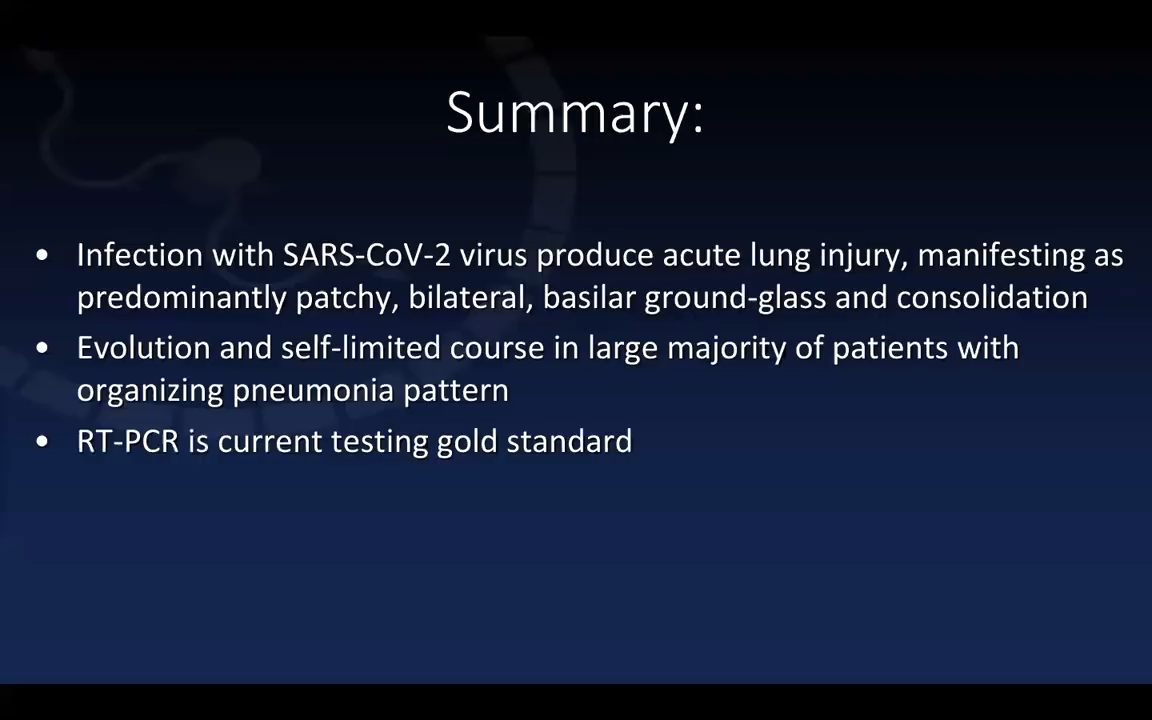 Summary:
• Infection with SARS-CoV-2 virus produce acute lung injury, manifesting as
predominantly patchy, bilateral, basilar ground-glass and consolidation
• Evolution and self-limited course in large majority of patients with
organizing pneumonia pattern
• RT-PCR is current testing gold standard